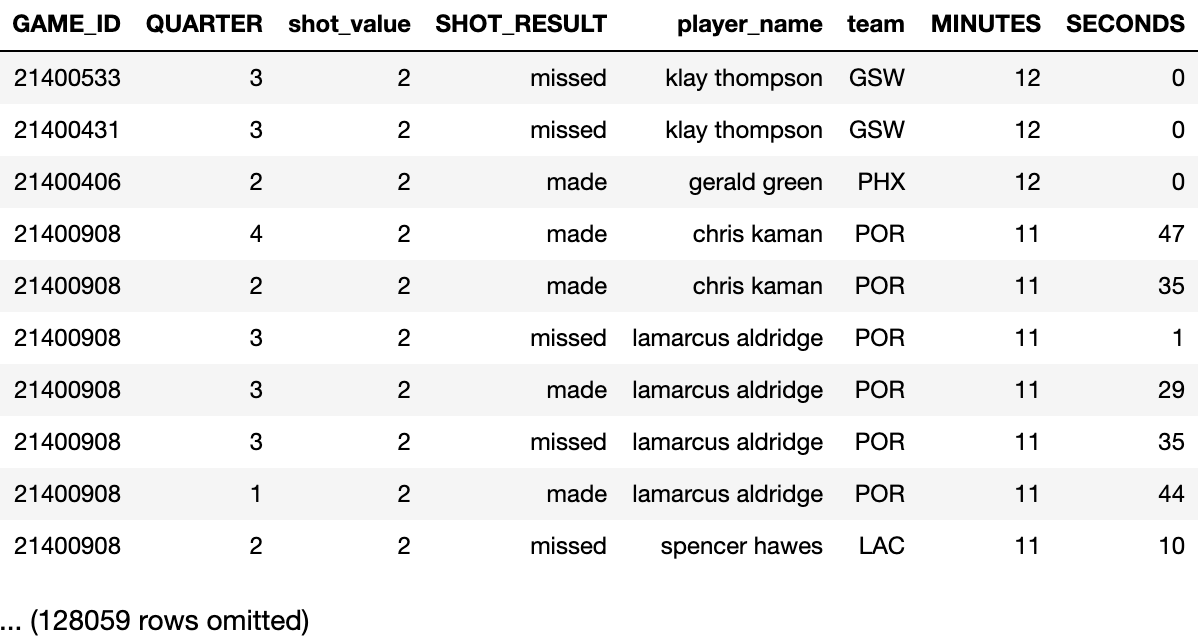 GAME_ID QUARTER shot_value SHOT_RESULT player_name team MINUTES SECONDS
21400533 3 2 missed klay thompson GSW 12 0
21400431 3 2 missed klay thompson GSW 12 0
21400406 2 2 made gerald green PHX 12 0
21400908 4 2 made chris kaman POR 11 47
21400908 2 2 made chris kaman POR 11 35
21400908 3 2 missed lamarcus aldridge POR 11 1
21400908 3 2 made lamarcus aldridge POR 11 29
21400908 3 2 missed lamarcus aldridge POR 11 35
21400908 1 2 made lamarcus aldridge POR 11 44
21400908 2 2 missed spencer hawes LAC 11 10
... (128059 rows omitted)